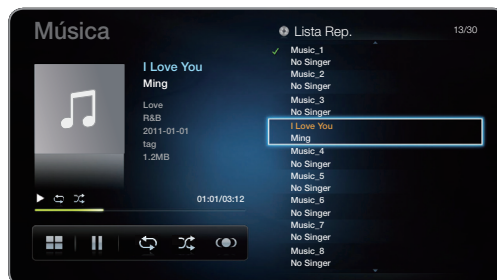 Música
I Love You
Ming
Love
R&B
2011-01-01
tag
1.2MB
01:01/03:12
Lista Rep.
13/30
Music_1
No Singer
Music_2
No Singer
Music_3
No Singer
I Love You
Ming
Music_4
No Singer
Music_5
No Singer
Music_6
No Singer
Music_7
No Singer
Music_8
No Singer